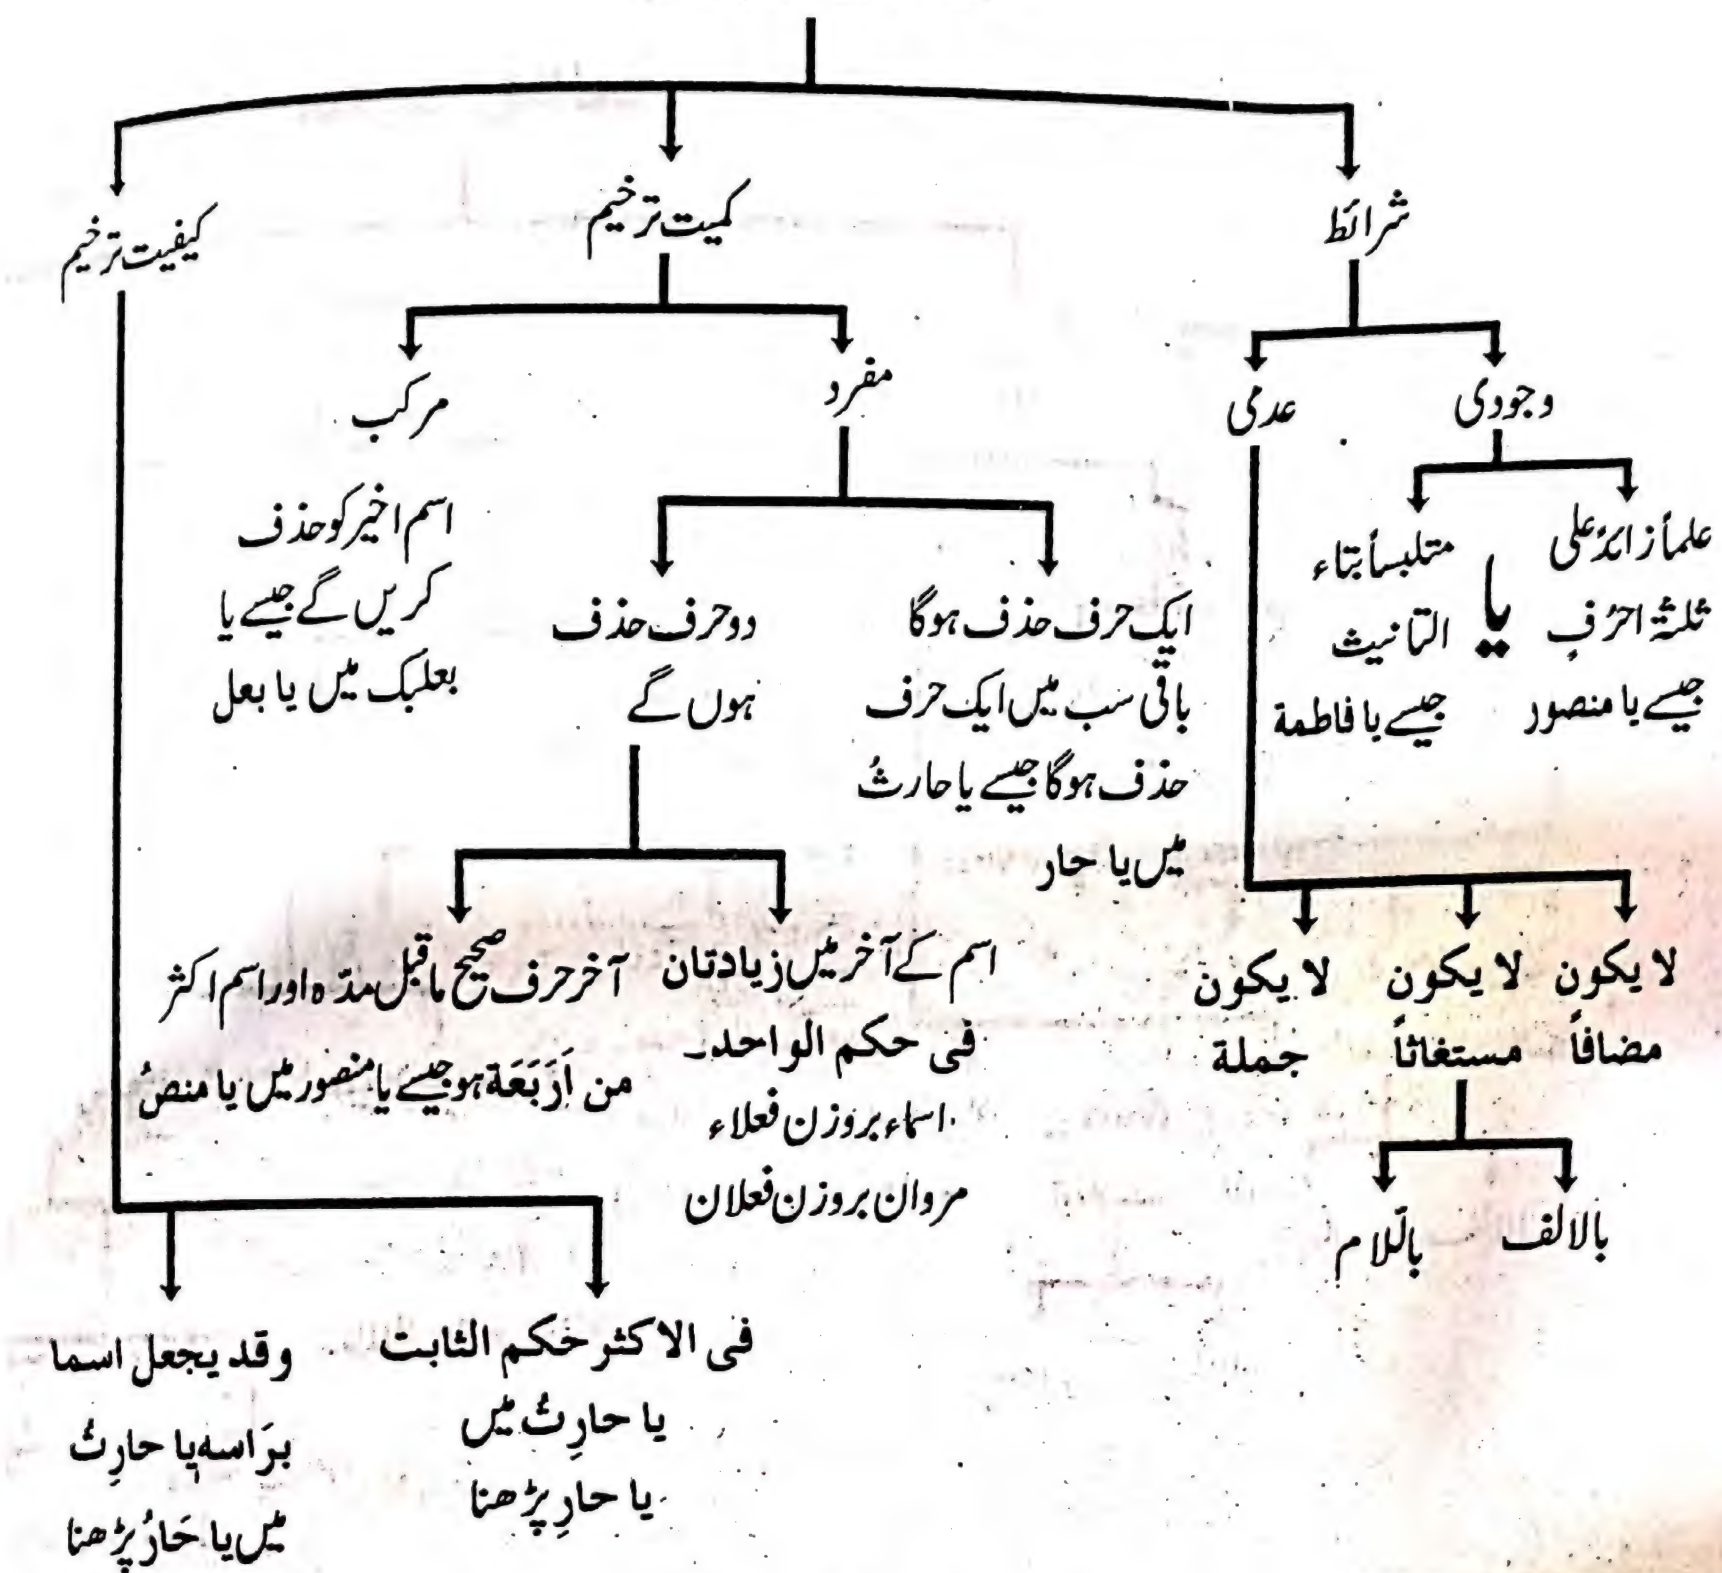 شرائط
کمیت ترخیم
کیفیت ترخیم
وجودی
عدمی
مفرد
مرکب
علماً زائد علی
ثلثة احرفٍ
جیسے یا منصور
یا
متلبساً بتاء
التانیث
جیسے یا فاطمة
ایک حرف حذف ہوگا
باقی سب میں ایک حرف
حذف ہوگا جیسے یا حارثُ
میں یا حار
دو حرف حذف
ہوں گے
اسم اخیر کو حذف
کریں گے جیسے یا
بعلبک میں یا بعل
لا یکون
مضافاً
لا یکون
مستغاثاً
لا یکون
جملة
بالالف
باللام
اسم کے آخر میں زیادتان
فی حکم الواحد۔
اسماء بروزن فعلاء
مروان بروزن فعلان
آخر حرف صحیح ماقبل مدّہ اور اسم اکثر
من اَرْبَعَة ہو جیسے یا منصور میں یا منصُ
فی الاکثر حکم الثابت
یا حارِثُ میں
یا حارِ پڑھنا
وقد یجعل اسما
برَاسہٖ یا حارِثُ
میں یا حَارُ پڑھنا